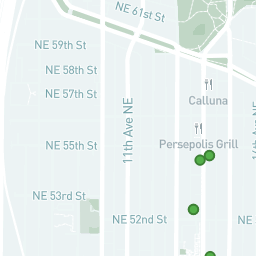 NE 61st St
NE 59th St
NE 58th St
NE 57th St
Calluna
11th Ave NE
NE 55th St
Persepolis Grill
NE 53rd St
NE 52nd St